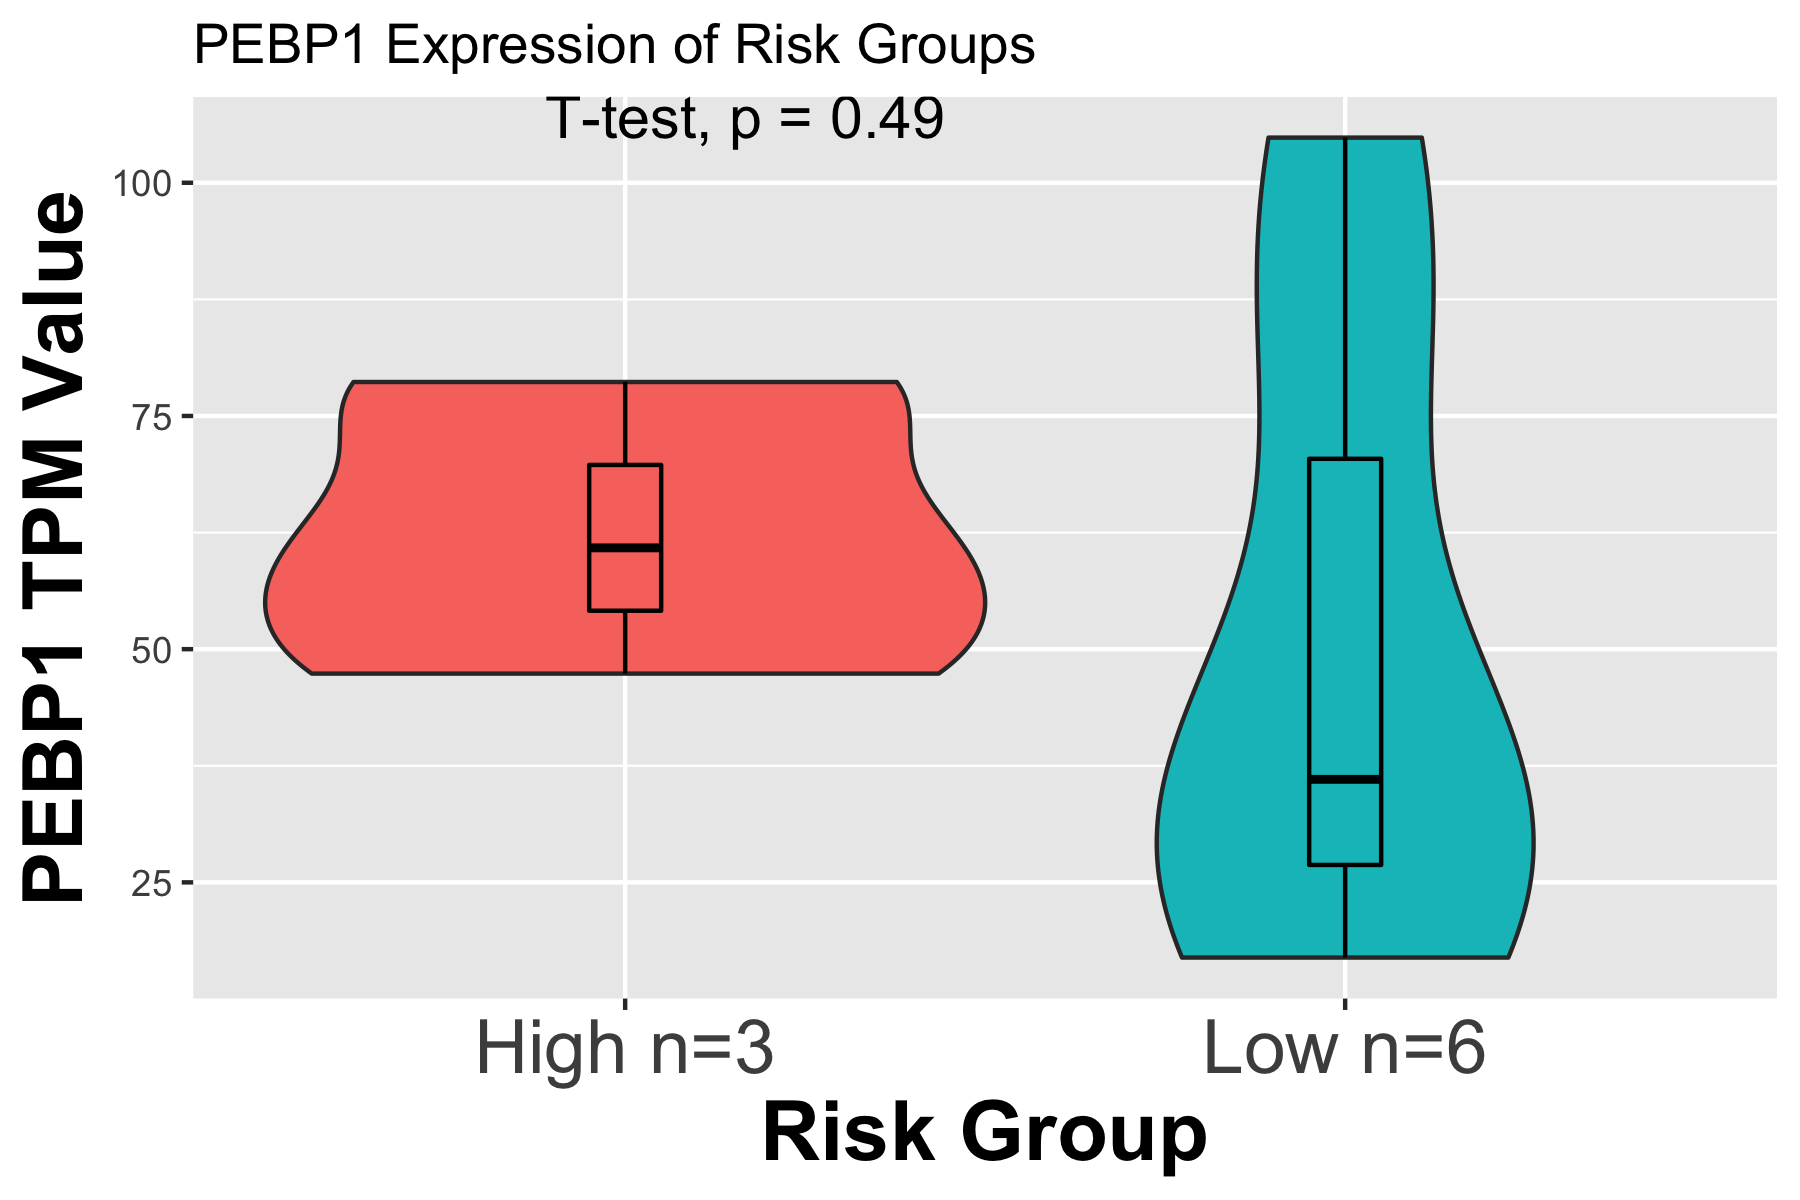 PEBP1 Expression of Risk Groups
T-test, p = 0.49
PEBP1 TPM Value
100
75
50
25
High n=3
Low n=6
Risk Group